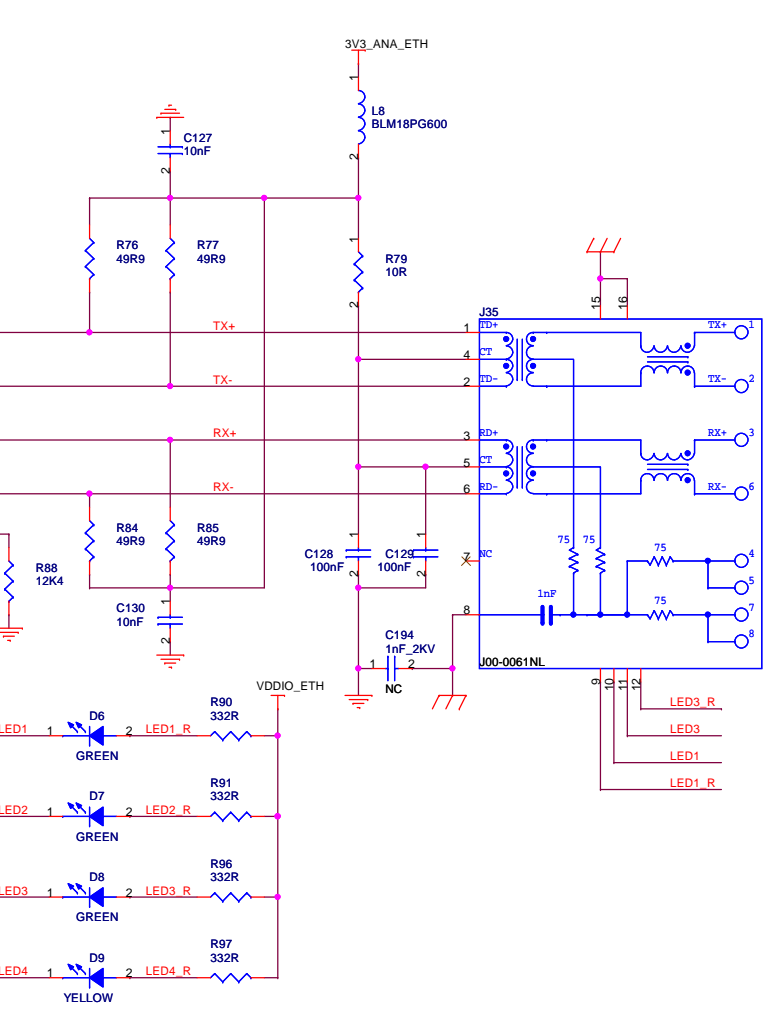 3V3_ANA_ETH
1
L8
BLM18PG600
2
1
C127
10nF
2
R76
49R9
R77
49R9
1
R79
10R
2
15
16
J35
TX+
1
TD+
TX+
1
4
CT
TX-
2
TD-
TX-
2
RX+
3
RD+
RX+
3
5
CT
RX-
6
RD-
RX-
6
R84
49R9
R85
49R9
1
1
C128
100nF
C129
100nF
2
2
7
NC
75
75
75
4
5
R88
12K4
C130
10nF
1
2
8
1nF
75
7
8
C194
1nF_2KV
1
2
NC
J00-0061NL
9
10
11
12
LED3_R
LED3
LED1
LED1_R
VDDIO_ETH
LED1
1
D6
GREEN
2
LED1_R
R90
332R
LED2
1
D7
GREEN
2
LED2_R
R91
332R
LED3
1
D8
GREEN
2
LED3_R
R96
332R
LED4
1
D9
YELLOW
2
LED4_R
R97
332R